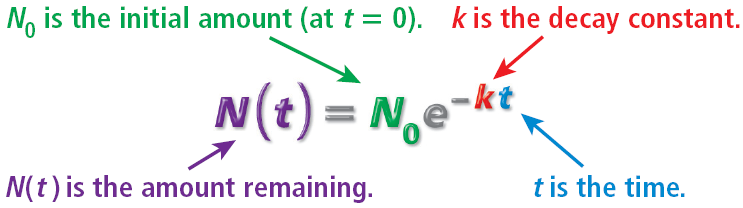 N₀ is the initial amount (at t = 0). k is the decay constant.
N(t) = N₀e⁻ᵏᵗ
N(t) is the amount remaining. t is the time.